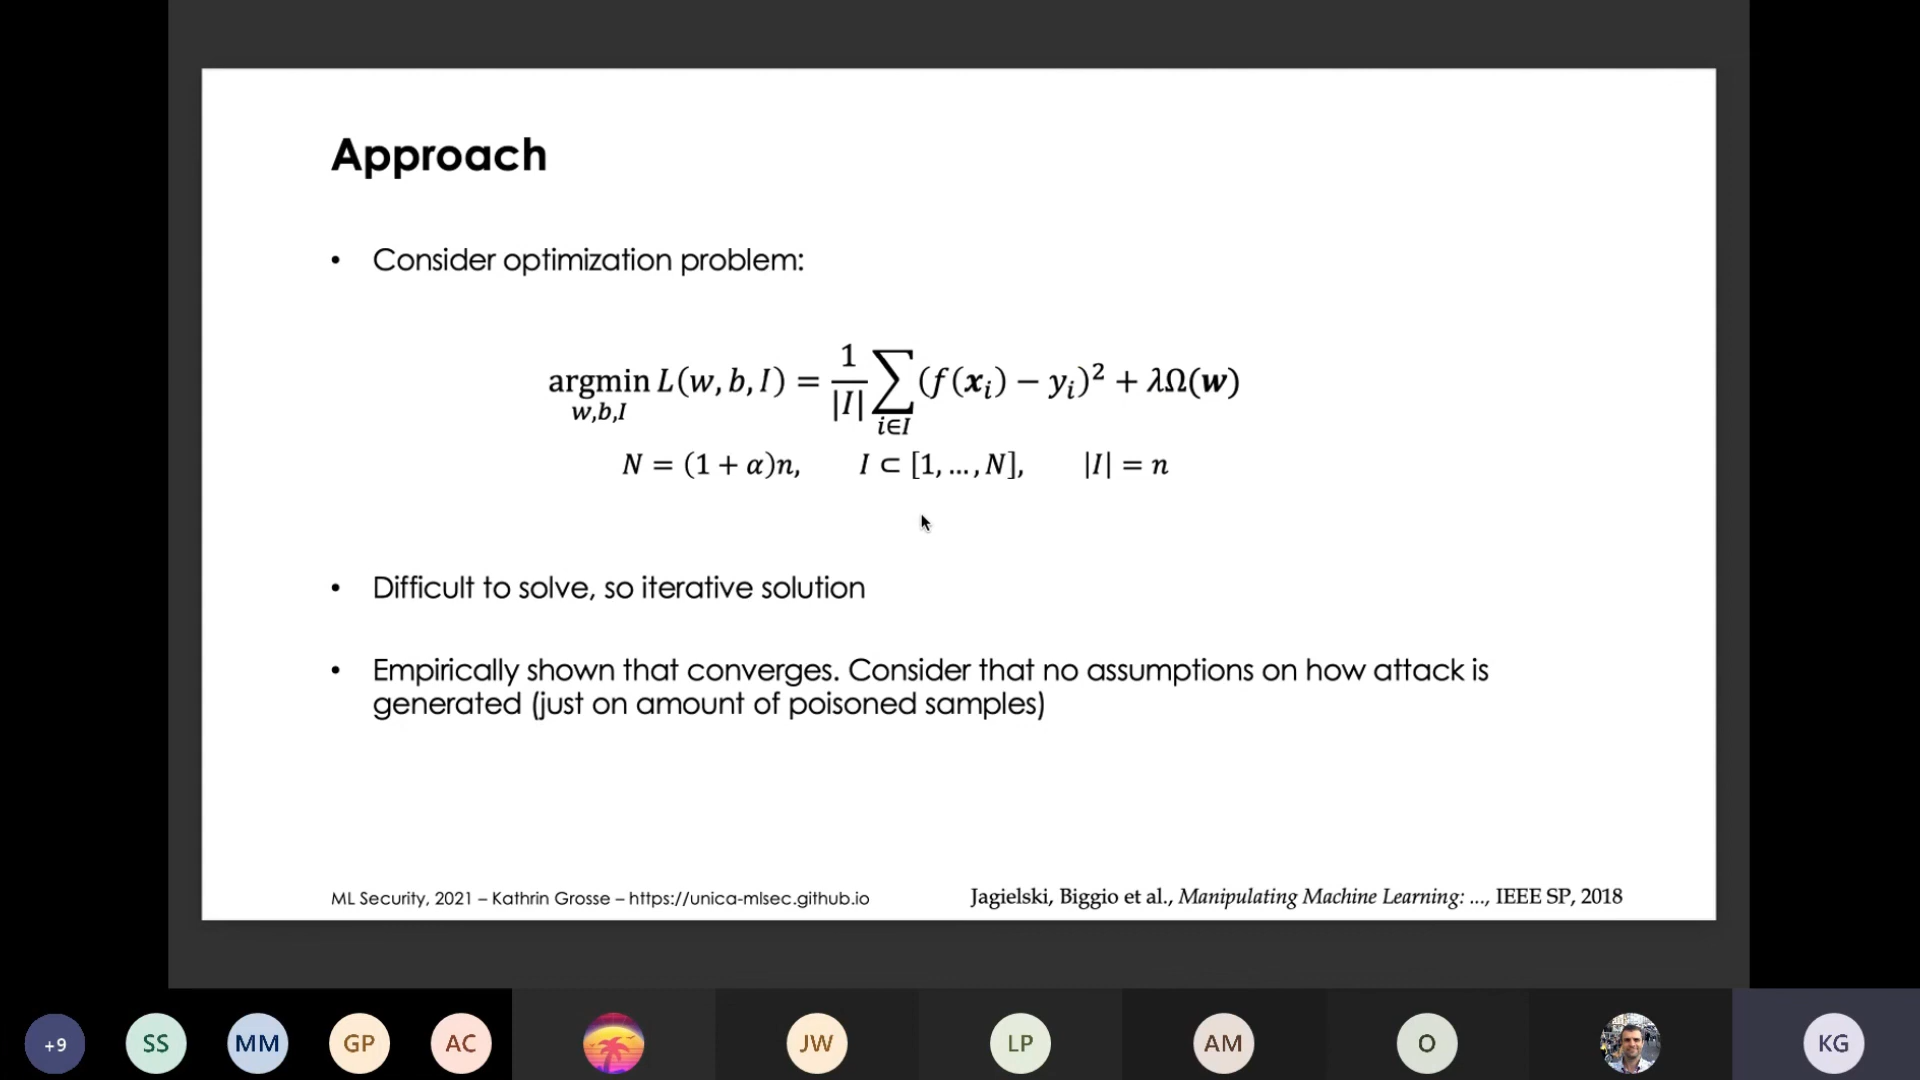 Approach
• Consider optimization problem:
argmin L(w, b, I) = 1/|I| ∑ (f(xᵢ) − yᵢ)² + λΩ(w)
w,b,I i∈I
N = (1 + α)n, I ⊂ [1, ..., N], |I| = n
• Difficult to solve, so iterative solution
• Empirically shown that converges. Consider that no assumptions on how attack is
generated (just on amount of poisoned samples)
ML Security, 2021 – Kathrin Grosse – https://unica-mlsec.github.io
Jagielski, Biggio et al., Manipulating Machine Learning: ..., IEEE SP, 2018
+9 SS MM GP AC JW LP AM O KG